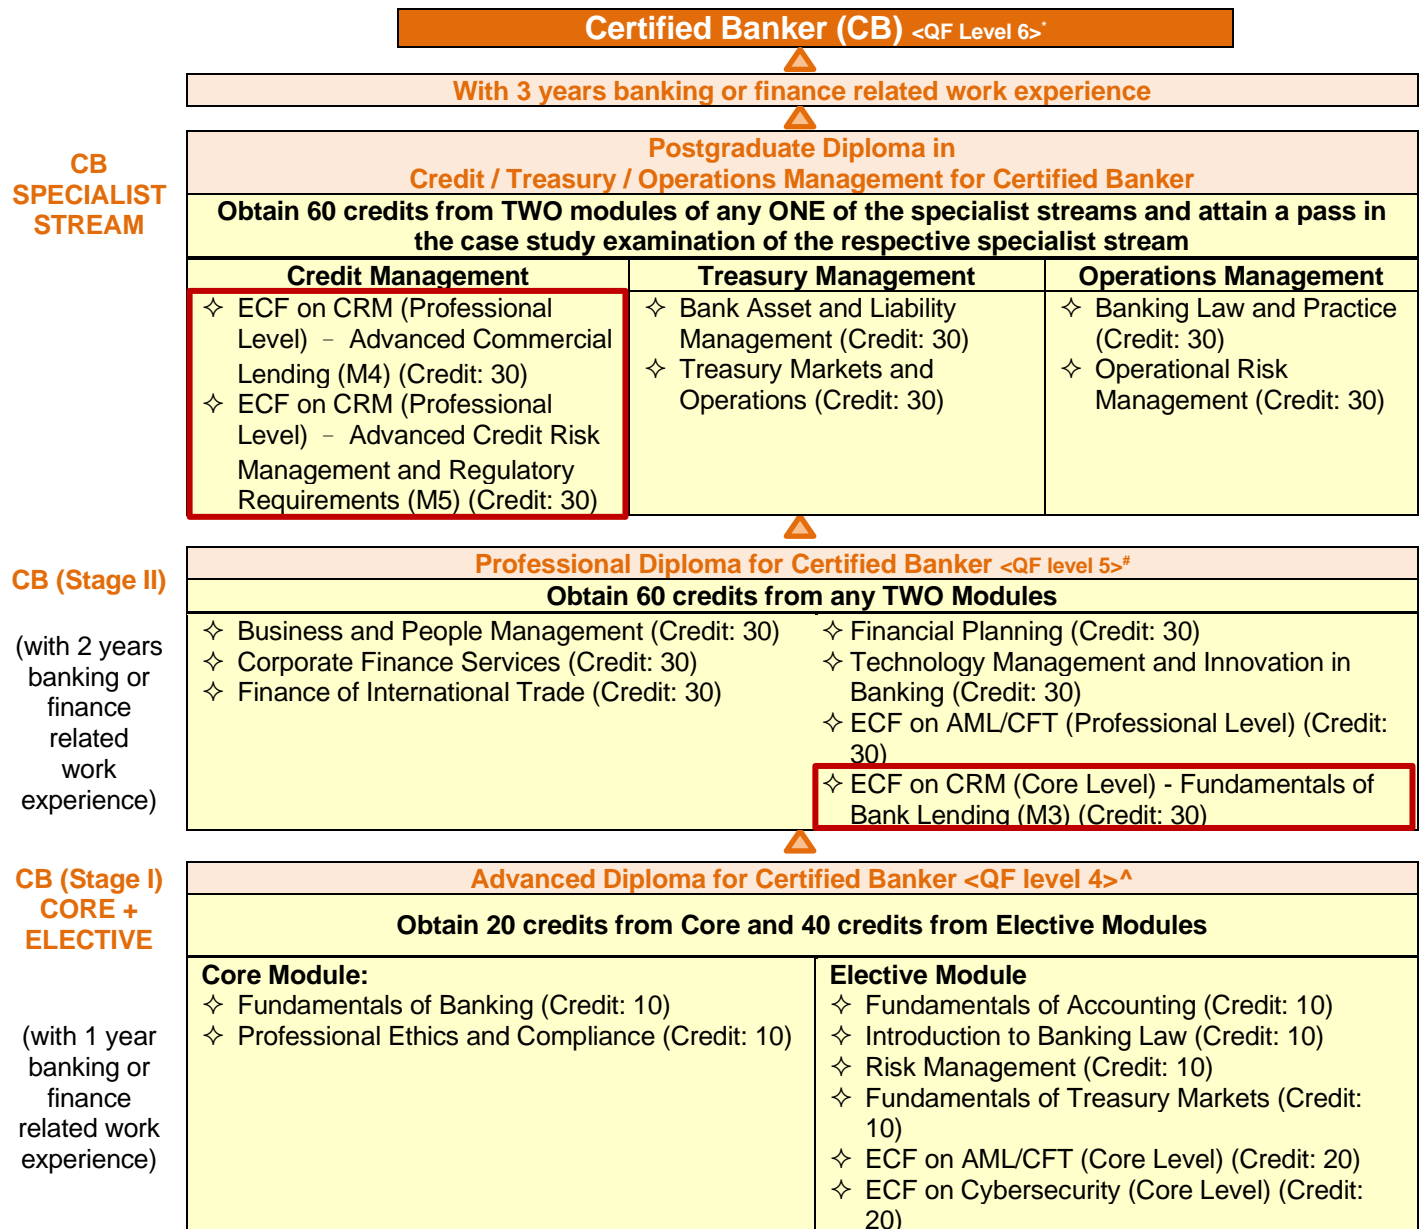 Certified Banker (CB) <QF Level 6>*
With 3 years banking or finance related work experience
CB
SPECIALIST
STREAM
Postgraduate Diploma in
Credit / Treasury / Operations Management for Certified Banker
Obtain 60 credits from TWO modules of any ONE of the specialist streams and attain a pass in
the case study examination of the respective specialist stream
Credit Management
✧ ECF on CRM (Professional
Level) – Advanced Commercial
Lending (M4) (Credit: 30)
✧ ECF on CRM (Professional
Level) – Advanced Credit Risk
Management and Regulatory
Requirements (M5) (Credit: 30)
Treasury Management
✧ Bank Asset and Liability
Management (Credit: 30)
✧ Treasury Markets and
Operations (Credit: 30)
Operations Management
✧ Banking Law and Practice
(Credit: 30)
✧ Operational Risk
Management (Credit: 30)
CB (Stage II)
(with 2 years
banking or
finance
related
work
experience)
Professional Diploma for Certified Banker <QF level 5>#
Obtain 60 credits from any TWO Modules
✧ Business and People Management (Credit: 30)
✧ Corporate Finance Services (Credit: 30)
✧ Finance of International Trade (Credit: 30)
✧ Financial Planning (Credit: 30)
✧ Technology Management and Innovation in
Banking (Credit: 30)
✧ ECF on AML/CFT (Professional Level) (Credit:
30)
✧ ECF on CRM (Core Level) - Fundamentals of
Bank Lending (M3) (Credit: 30)
CB (Stage I)
CORE +
ELECTIVE
(with 1 year
banking or
finance
related work
experience)
Advanced Diploma for Certified Banker <QF level 4>^
Obtain 20 credits from Core and 40 credits from Elective Modules
Core Module:
✧ Fundamentals of Banking (Credit: 10)
✧ Professional Ethics and Compliance (Credit: 10)
Elective Module
✧ Fundamentals of Accounting (Credit: 10)
✧ Introduction to Banking Law (Credit: 10)
✧ Risk Management (Credit: 10)
✧ Fundamentals of Treasury Markets (Credit:
10)
✧ ECF on AML/CFT (Core Level) (Credit: 20)
✧ ECF on Cybersecurity (Core Level) (Credit:
20)